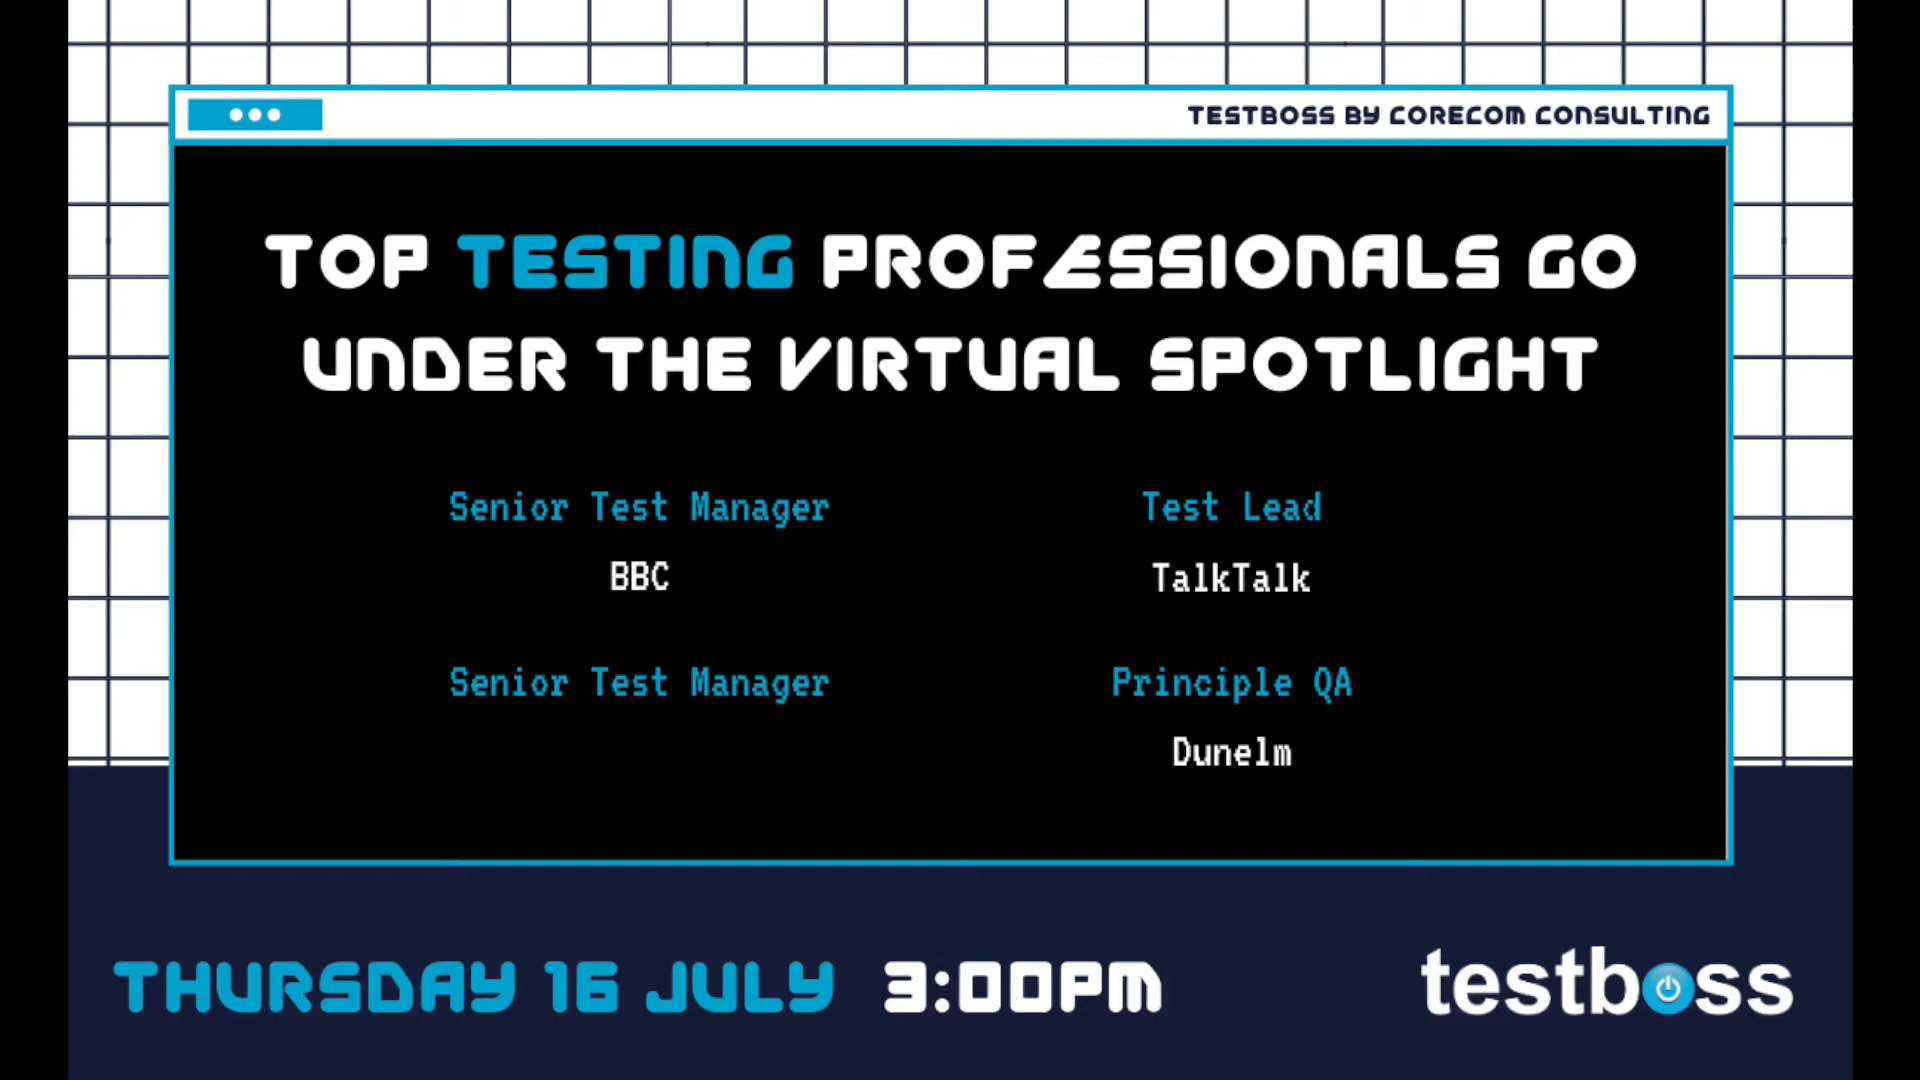 TESTBOSS BY CORECOM CONSULTING
TOP TESTING PROFESSIONALS GO
UNDER THE VIRTUAL SPOTLIGHT
Senior Test Manager
BBC
Test Lead
TalkTalk
Senior Test Manager
Principle QA
Dunelm
THURSDAY 16 JULY 3:00PM
testboss